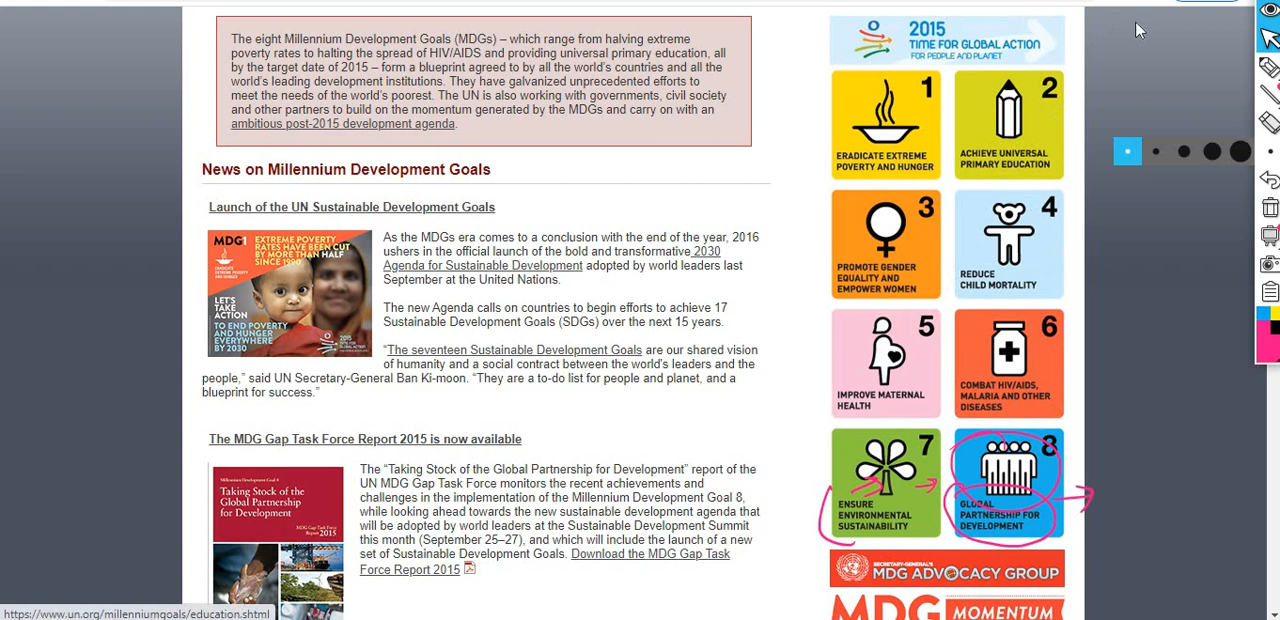 The eight Millennium Development Goals (MDGs) – which range from halving extreme
poverty rates to halting the spread of HIV/AIDS and providing universal primary education, all
by the target date of 2015 – form a blueprint agreed to by all the world's countries and all the
world's leading development institutions. They have galvanized unprecedented efforts to
meet the needs of the world's poorest. The UN is also working with governments, civil society
and other partners to build on the momentum generated by the MDGs and carry on with an
ambitious post-2015 development agenda.
News on Millennium Development Goals
Launch of the UN Sustainable Development Goals
MDG1
EXTREME POVERTY
RATES HAVE BEEN CUT
BY MORE THAN HALF
SINCE 1990
ERADICATE
EXTREME POVERTY
AND HUNGER
LET'S
TAKE
ACTION
TO END POVERTY
AND HUNGER
EVERYWHERE
BY 2030
As the MDGs era comes to a conclusion with the end of the year, 2016
ushers in the official launch of the bold and transformative 2030
Agenda for Sustainable Development adopted by world leaders last
September at the United Nations.
The new Agenda calls on countries to begin efforts to achieve 17
Sustainable Development Goals (SDGs) over the next 15 years.
“The seventeen Sustainable Development Goals are our shared vision
of humanity and a social contract between the world's leaders and the
people,” said UN Secretary-General Ban Ki-moon. “They are a to-do list for people and planet, and a
blueprint for success.”
The MDG Gap Task Force Report 2015 is now available
Millennium Development Goal 8
Taking Stock of the
Global Partnership
for Development
MDG Gap Task Force
Report 2015
The “Taking Stock of the Global Partnership for Development” report of the
UN MDG Gap Task Force monitors the recent achievements and
challenges in the implementation of the Millennium Development Goal 8,
while looking ahead towards the new sustainable development agenda that
will be adopted by world leaders at the Sustainable Development Summit
this month (September 25–27), and which will include the launch of a new
set of Sustainable Development Goals. Download the MDG Gap Task
Force Report 2015
2015
TIME FOR GLOBAL ACTION
FOR PEOPLE AND PLANET
1
ERADICATE EXTREME
POVERTY AND HUNGER
2
ACHIEVE UNIVERSAL
PRIMARY EDUCATION
3
PROMOTE GENDER
EQUALITY AND
EMPOWER WOMEN
4
REDUCE
CHILD MORTALITY
5
IMPROVE MATERNAL
HEALTH
6
COMBAT HIV/AIDS,
MALARIA AND OTHER
DISEASES
7
ENSURE
ENVIRONMENTAL
SUSTAINABILITY
8
GLOBAL
PARTNERSHIP FOR
DEVELOPMENT
SECRETARY-GENERAL'S
MDG ADVOCACY GROUP
MDG MOMENTUM
https://www.un.org/millenniumgoals/education.shtml